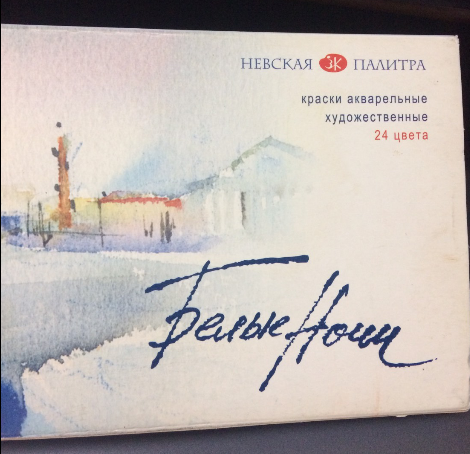 НЕВСКАЯ ЗК ПАЛИТРА
краски акварельные
художественные
24 цвета
Белые Ночи